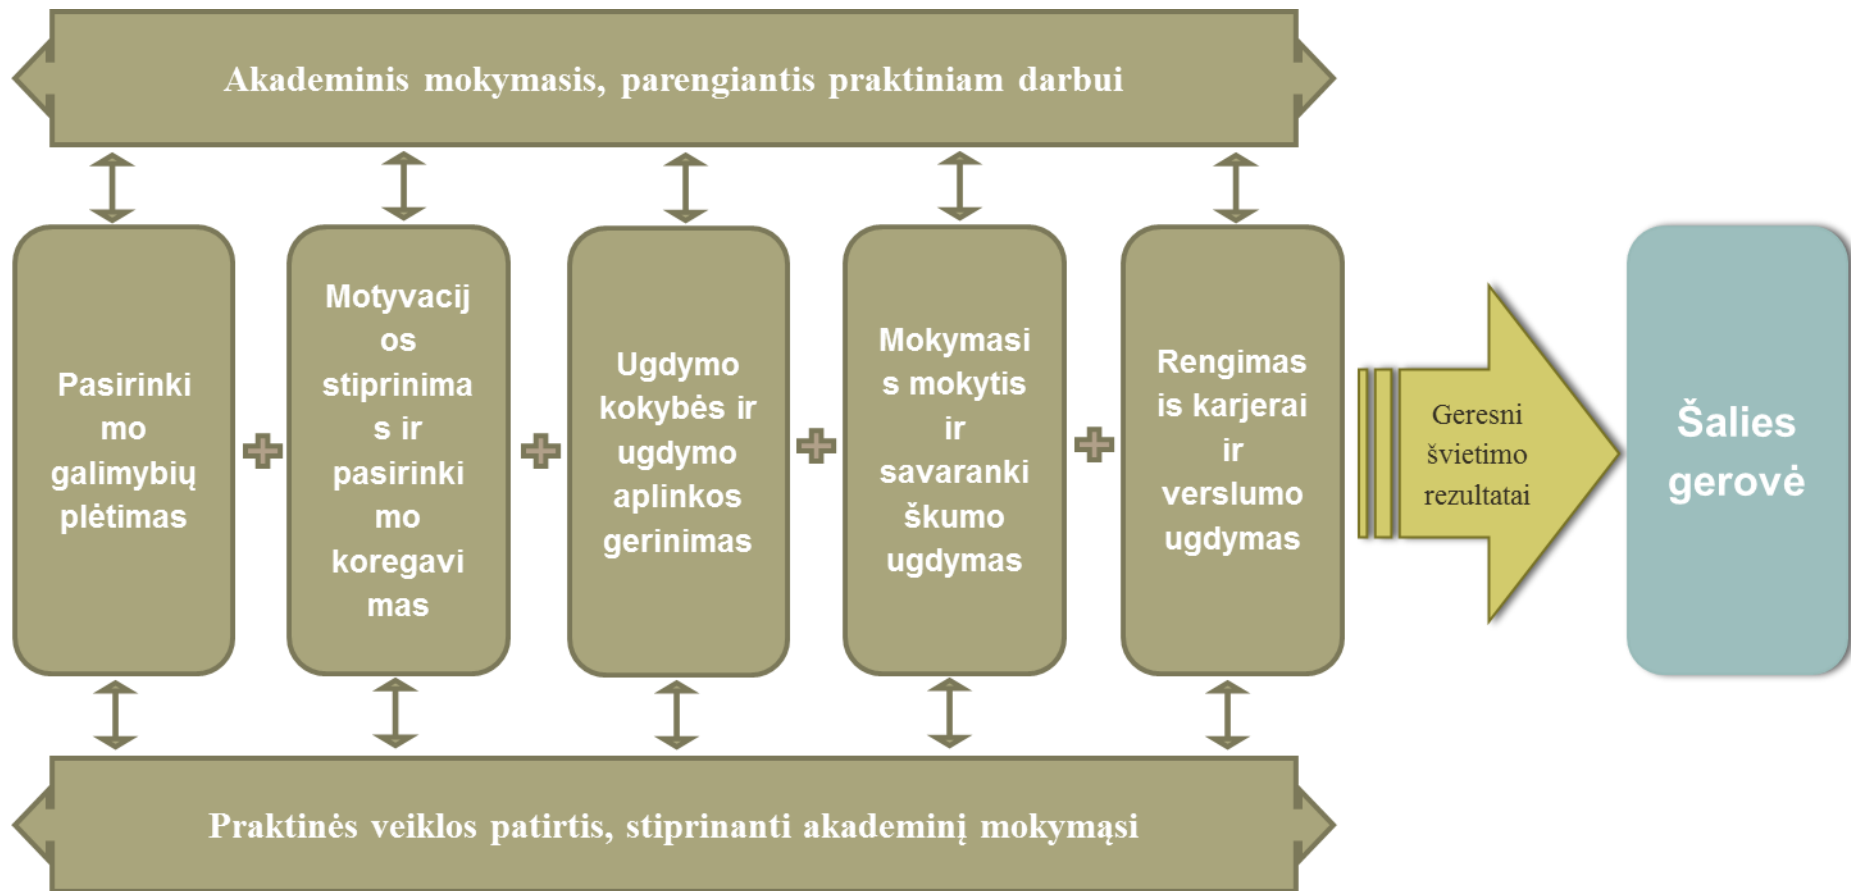 Akademinis mokymasis, parengiantis praktiniam darbui
Pasirinki
mo
galimybių
plėtimas
Motyvacij
os
stiprinima
s ir
pasirinki
mo
koregavi
mas
Ugdymo
kokybės ir
ugdymo
aplinkos
gerinimas
Mokymasi
s mokytis
ir
savaranki
škumo
ugdymas
Rengimas
is karjerai
ir
verslumo
ugdymas
Geresni
švietimo
rezultatai
Šalies
gerovė
Praktinės veiklos patirtis, stiprinanti akademinį mokymąsi